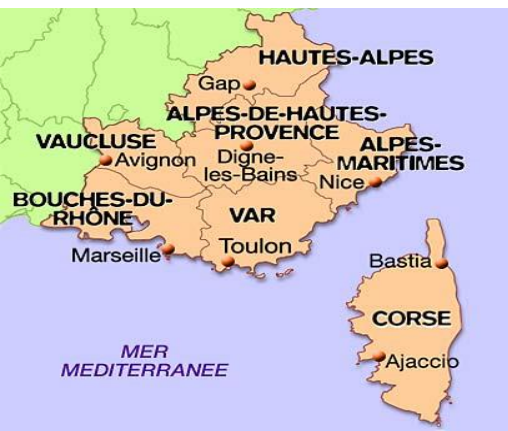 HAUTES-ALPES
Gap
ALPES-DE-HAUTES-
PROVENCE
VAUCLUSE
Avignon
Digne-
les-Bains
ALPES-
MARITIMES
Nice
BOUCHES-DU-
RHÔNE
VAR
Marseille
Toulon
Bastia
CORSE
Ajaccio
MER
MEDITERRANEE